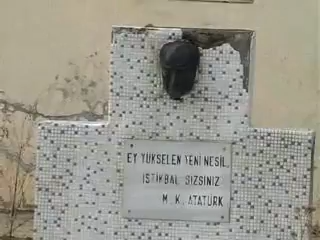 EY YÜKSELEN YENİ NESİL,
İSTİKBAL SİZSİNİZ
M. K. ATATÜRK